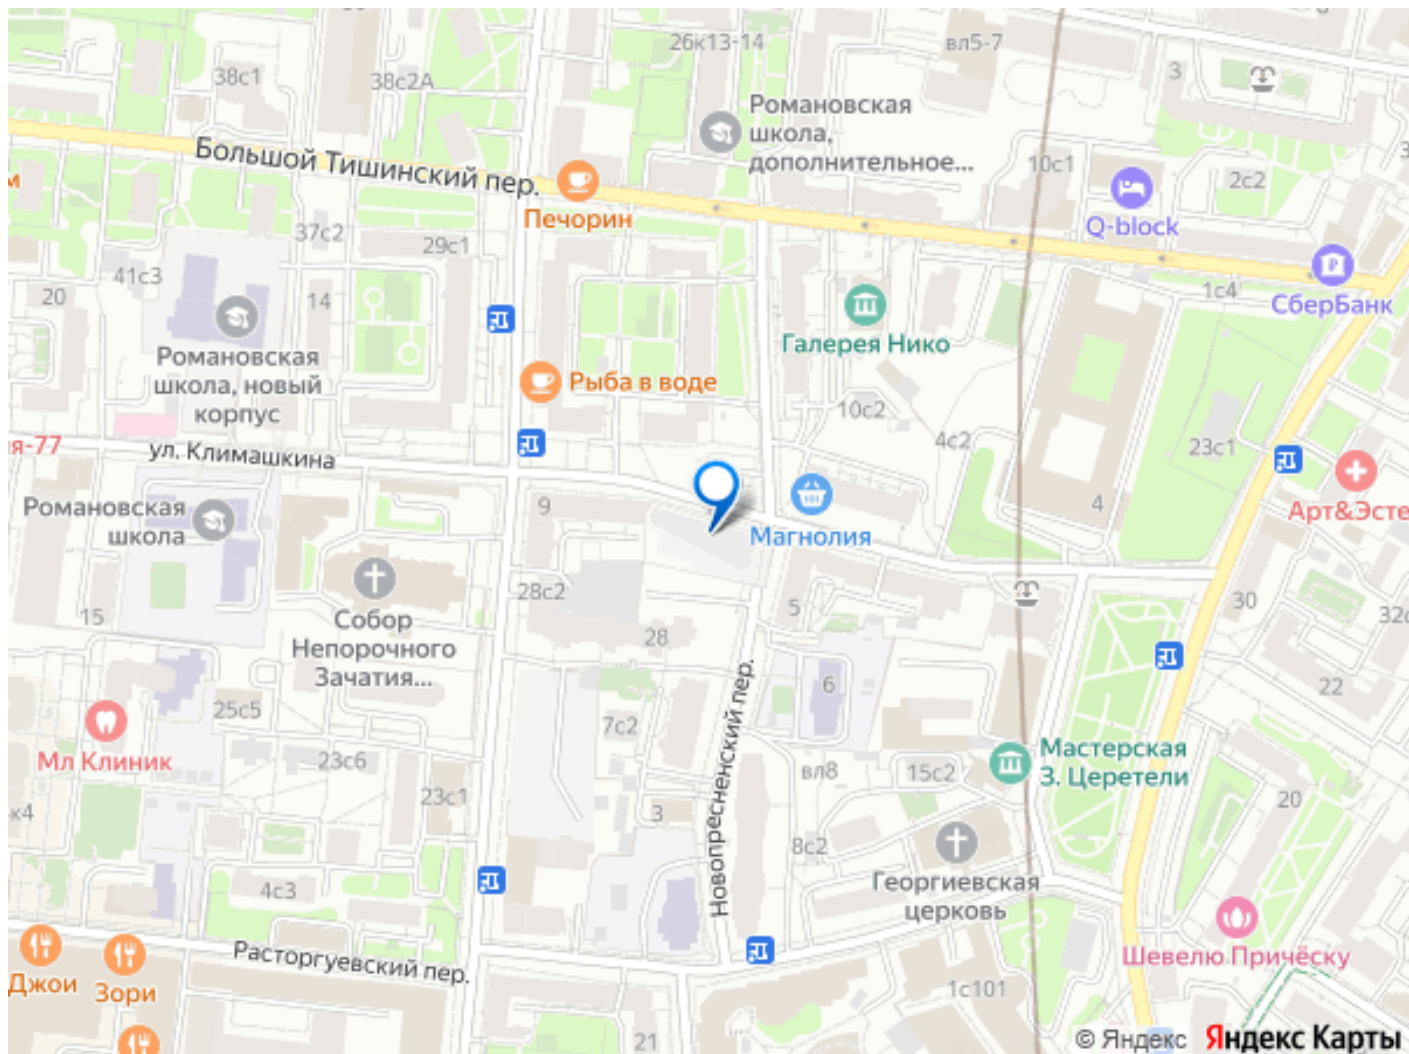 26к13-14
вл5-7
38с1
38с2А
3
Романовская
школа,
дополнительное...
Большой Тишинский пер.
10с1
2с2
Печорин
Q-block
37с2
29с1
41с3
20
14
1с4
СберБанк
Галерея Нико
Романовская
школа, новый
корпус
Рыба в воде
10с2
4с2
23с1
я-77
ул. Климашкина
Романовская
школа
9
Магнолия
4
Арт&Эсте
28с2
Собор
Непорочного
Зачатия...
15
5
30
28
6
22
25с5
7с2
Новопресненский пер.
Мл Клиник
23с6
вл8
15с2
Мастерская
З. Церетели
23с1
3
20
к4
8с2
Георгиевская
церковь
4с3
Расторгуевский пер.
Джои
Зори
Шевелю Причёску
1с101
21
© Яндекс Яндекс Карты